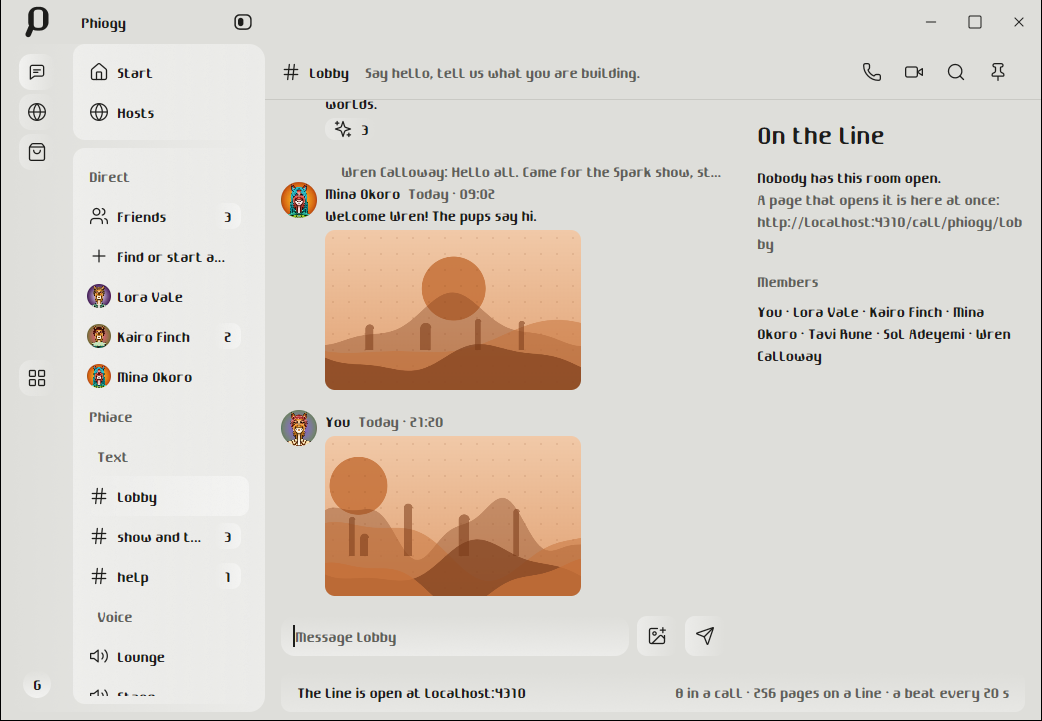 Phiogy
Start
Hosts
Direct
Friends 3
Find or start a...
Lora Vale
Kairo Finch 2
Mina Okoro
Phiace
Text
Lobby
show and t... 3
help 1
Voice
Lounge
Stage
6
# Lobby Say hello, tell us what you are building.
worlds.
3
Wren Calloway: Hello all. Came for the Spark show, st...
Mina Okoro Today · 09:02
Welcome Wren! The pups say hi.
You Today · 21:20
Message Lobby
On the Line
Nobody has this room open.
A page that opens it is here at once:
http://localhost:4310/call/phiogy/lob
by
Members
You · Lora Vale · Kairo Finch · Mina
Okoro · Tavi Rune · Sol Adeyemi · Wren
Calloway
The Line is open at localhost:4310
0 in a call · 256 pages on a line · a beat every 20 s